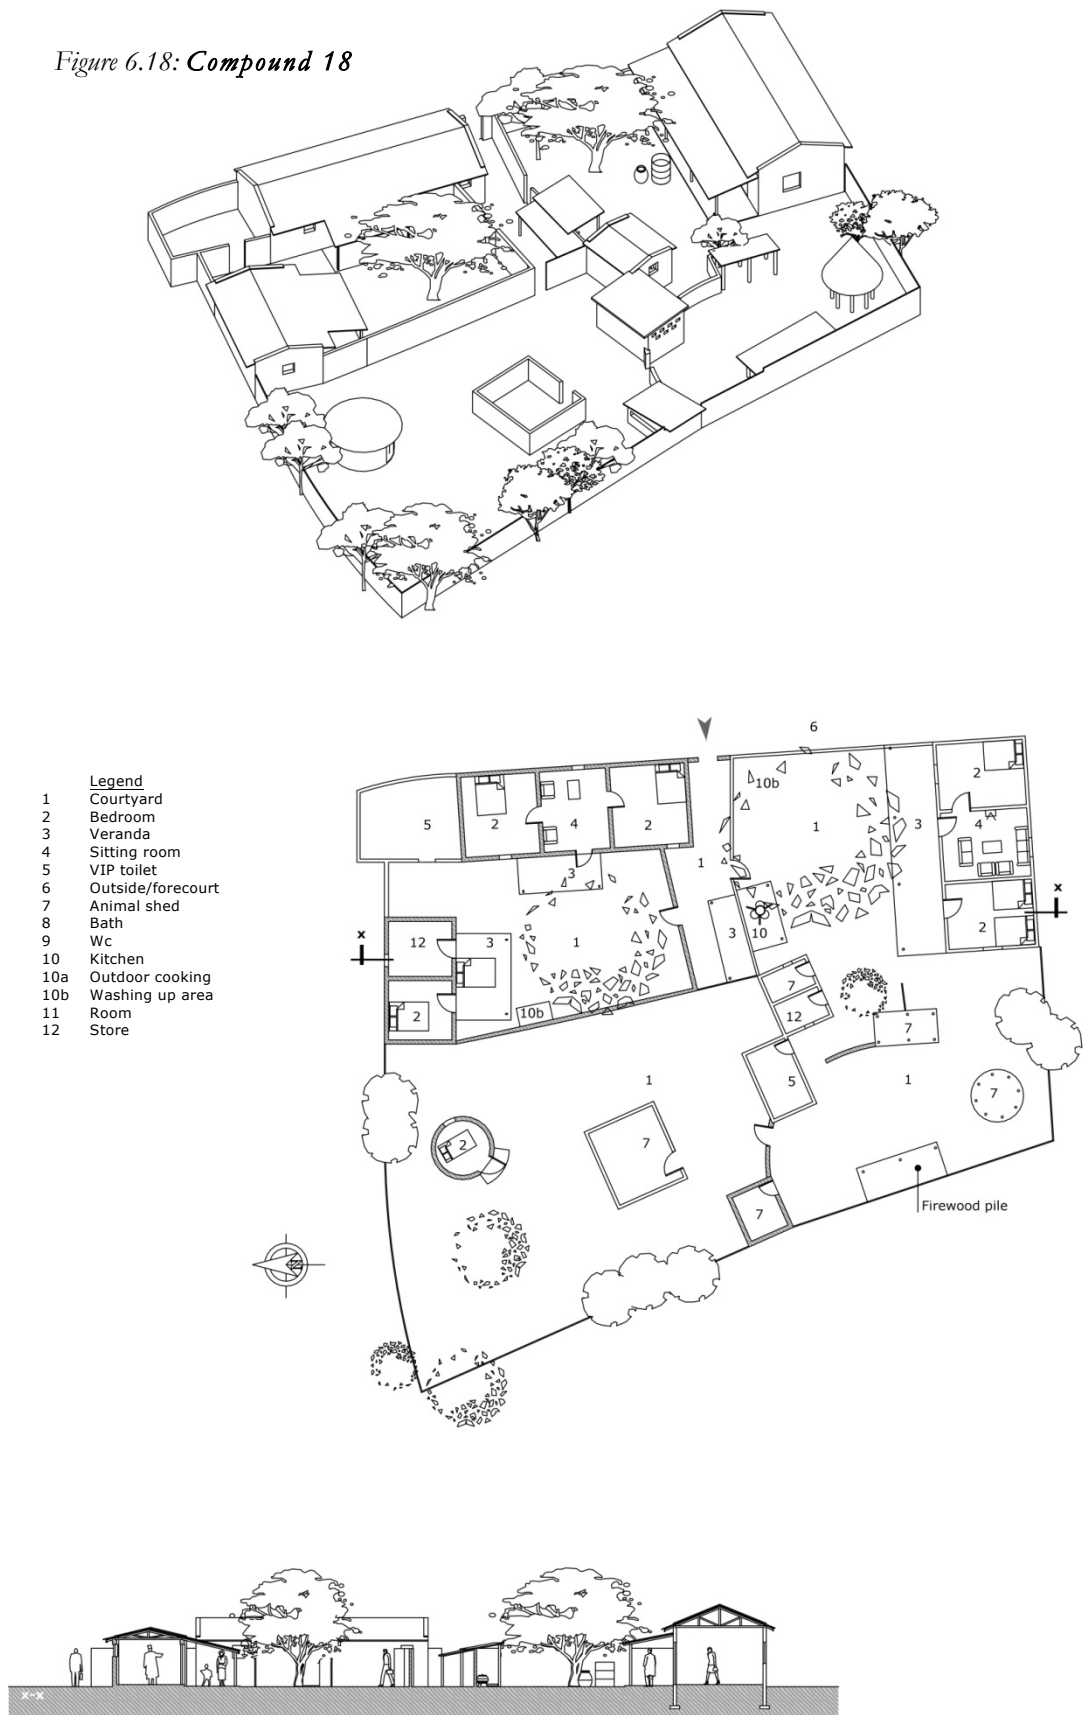 Figure 6.18: Compound 18
Legend
1 Courtyard
2 Bedroom
3 Veranda
4 Sitting room
5 VIP toilet
6 Outside/forecourt
7 Animal shed
8 Bath
9 Wc
10 Kitchen
10a Outdoor cooking
10b Washing up area
11 Room
12 Store
6
10b
2
5
2
4
2
1
3
4
1
3
x
x
12
3
1
3
10
2
2
10b
7
12
7
1
5
1
7
2
7
7
Firewood pile
x-x